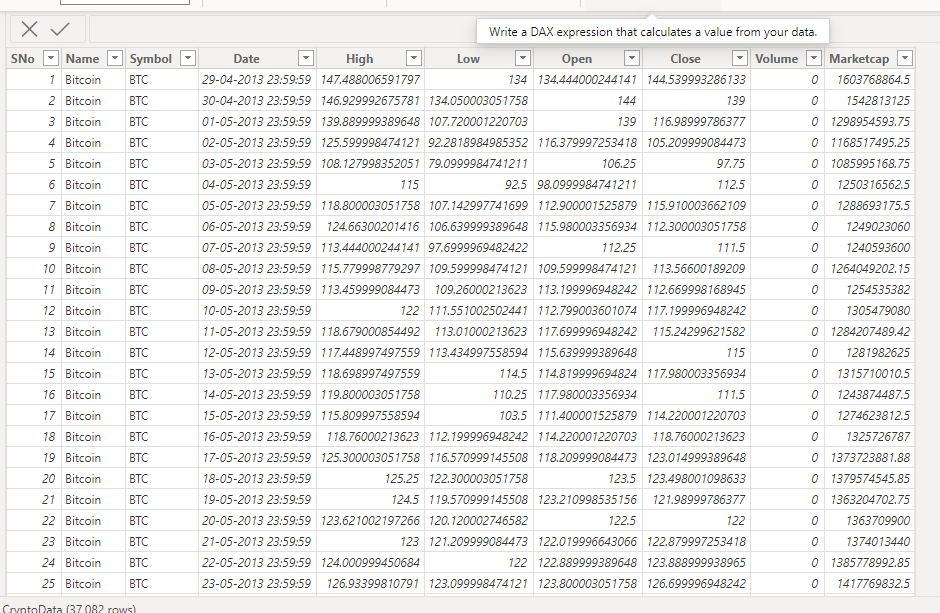 Write a DAX expression that calculates a value from your data.
SNo Name Symbol Date High Low Open Close Volume Marketcap
1 Bitcoin BTC 29-04-2013 23:59:59 147.488006591797 134 134.444000244141 144.539993286133 0 1603768864.5
2 Bitcoin BTC 30-04-2013 23:59:59 146.929992675781 134.050003051758 144 139 0 1542813125
3 Bitcoin BTC 01-05-2013 23:59:59 139.889999389648 107.720001220703 139 116.98999786377 0 1298954593.75
4 Bitcoin BTC 02-05-2013 23:59:59 125.599998474121 92.2818984985352 116.379997253418 105.209999084473 0 1168517495.25
5 Bitcoin BTC 03-05-2013 23:59:59 108.127998352051 79.0999984741211 106.25 97.75 0 1085995168.75
6 Bitcoin BTC 04-05-2013 23:59:59 115 92.5 98.0999984741211 112.5 0 1250316562.5
7 Bitcoin BTC 05-05-2013 23:59:59 118.800003051758 107.142997741699 112.900001525879 115.910003662109 0 1288693175.5
8 Bitcoin BTC 06-05-2013 23:59:59 124.66300201416 106.639999389648 115.980003356934 112.300003051758 0 1249023060
9 Bitcoin BTC 07-05-2013 23:59:59 113.444000244141 97.6999969482422 112.25 111.5 0 1240593600
10 Bitcoin BTC 08-05-2013 23:59:59 115.779998779297 109.599998474121 109.599998474121 113.56600189209 0 1264049202.15
11 Bitcoin BTC 09-05-2013 23:59:59 113.459999084473 109.26000213623 113.199996948242 112.669998168945 0 1254535382
12 Bitcoin BTC 10-05-2013 23:59:59 122 111.551002502441 112.799003601074 117.199996948242 0 1305479080
13 Bitcoin BTC 11-05-2013 23:59:59 118.679000854492 113.01000213623 117.699996948242 115.24299621582 0 1284207489.42
14 Bitcoin BTC 12-05-2013 23:59:59 117.448997497559 113.434997558594 115.639999389648 115 0 1281982625
15 Bitcoin BTC 13-05-2013 23:59:59 118.698997497559 114.5 114.819999694824 117.980003356934 0 1315710010.5
16 Bitcoin BTC 14-05-2013 23:59:59 119.800003051758 110.25 117.980003356934 111.5 0 1243874487.5
17 Bitcoin BTC 15-05-2013 23:59:59 115.809997558594 103.5 111.400001525879 114.220001220703 0 1274623812.5
18 Bitcoin BTC 16-05-2013 23:59:59 118.76000213623 112.199996948242 114.220001220703 118.76000213623 0 1325726787
19 Bitcoin BTC 17-05-2013 23:59:59 125.300003051758 116.570999145508 118.209999084473 123.014999389648 0 1373723881.88
20 Bitcoin BTC 18-05-2013 23:59:59 125.25 122.300003051758 123.5 123.498001098633 0 1379574545.85
21 Bitcoin BTC 19-05-2013 23:59:59 124.5 119.570999145508 123.210998535156 121.98999786377 0 1363204702.75
22 Bitcoin BTC 20-05-2013 23:59:59 123.621002197266 120.120002746582 122.5 122 0 1363709900
23 Bitcoin BTC 21-05-2013 23:59:59 123 121.209999084473 122.019996643066 122.879997253418 0 1374013440
24 Bitcoin BTC 22-05-2013 23:59:59 124.000999450684 122 122.889999389648 123.888999938965 0 1385778992.85
25 Bitcoin BTC 23-05-2013 23:59:59 126.93399810791 123.099998474121 123.800003051758 126.699996948242 0 1417769832.5
CryptoData (37,082 rows)